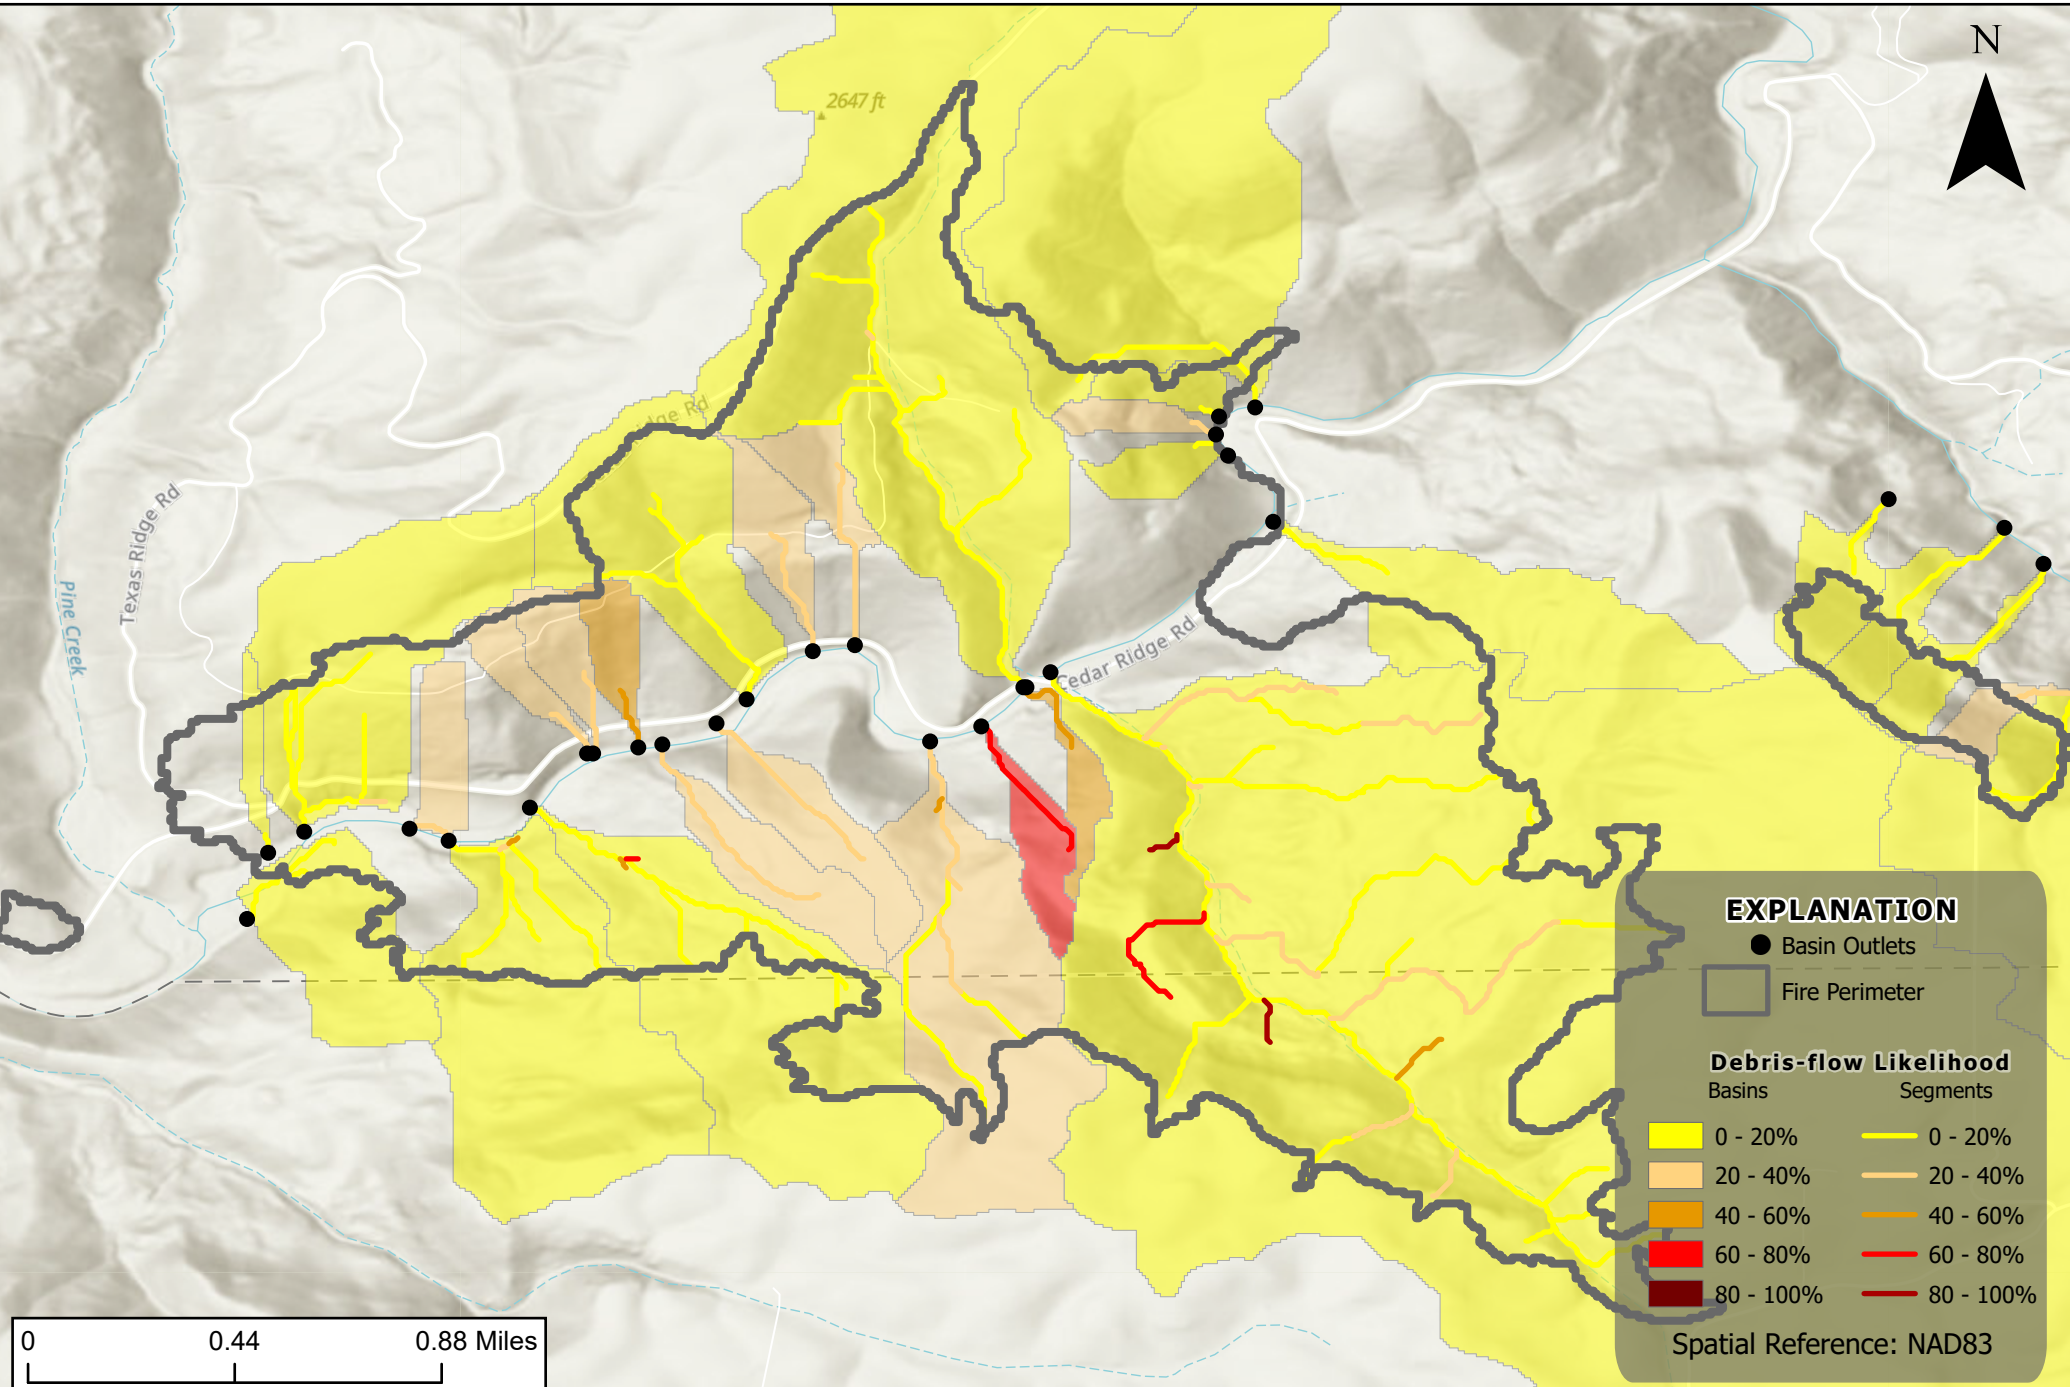 N
2647 ft
idge Rd
Texas Ridge Rd
Pine Creek
Cedar Ridge Rd
EXPLANATION
Basin Outlets
Fire Perimeter
Debris-flow Likelihood
Basins Segments
0 - 20% 0 - 20%
20 - 40% 20 - 40%
40 - 60% 40 - 60%
60 - 80% 60 - 80%
80 - 100% 80 - 100%
Spatial Reference: NAD83
0 0.44 0.88 Miles